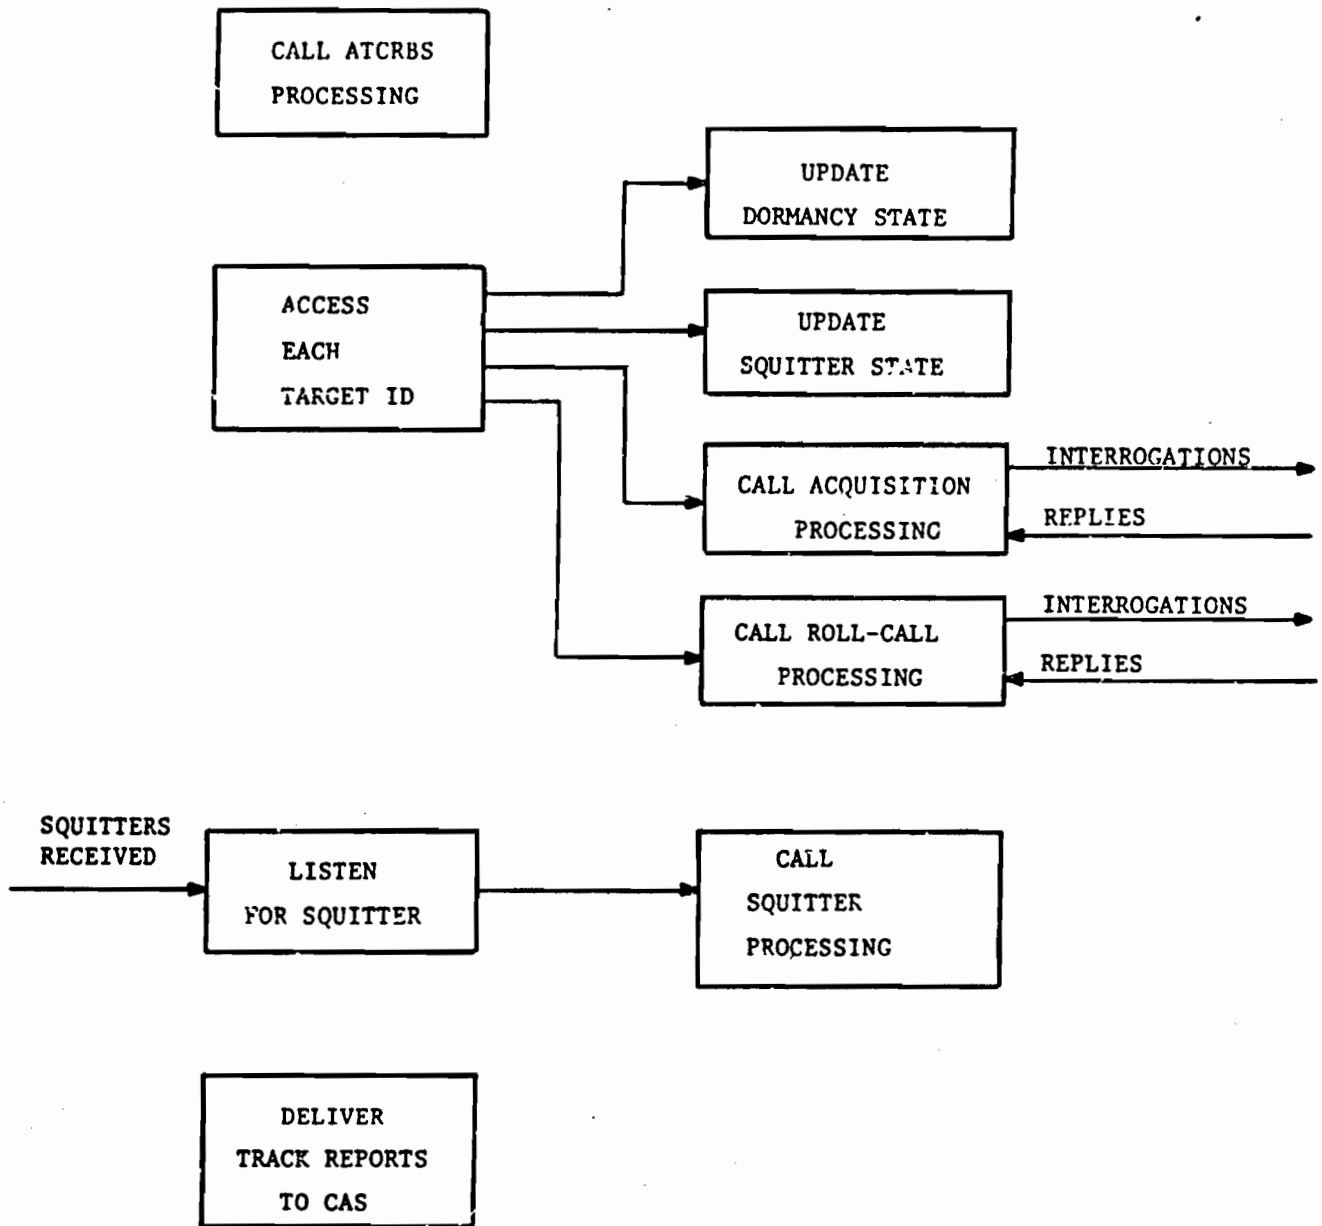 CALL ATCRBS
PROCESSING
UPDATE
DORMANCY STATE
ACCESS
EACH
TARGET ID
UPDATE
SQUITTER STATE
CALL ACQUISITION
PROCESSING
INTERROGATIONS
REPLIES
CALL ROLL-CALL
PROCESSING
INTERROGATIONS
REPLIES
SQUITTERS
RECEIVED
LISTEN
FOR SQUITTER
CALL
SQUITTER
PROCESSING
DELIVER
TRACK REPORTS
TO CAS